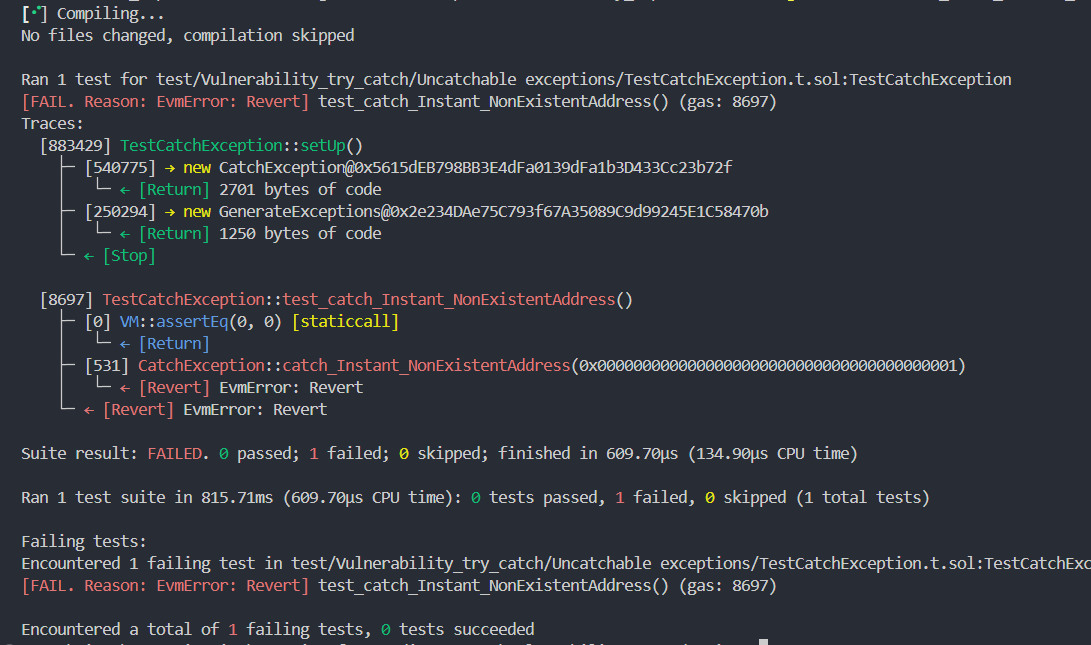 [⠊] Compiling...
No files changed, compilation skipped
Ran 1 test for test/Vulnerability_try_catch/Uncatchable exceptions/TestCatchException.t.sol:TestCatchException
[FAIL. Reason: EvmError: Revert] test_catch_Instant_NonExistentAddress() (gas: 8697)
Traces:
[883429] TestCatchException::setUp()
├─ [540775] → new CatchException@0x5615dEB798BB3E4dFa0139dFa1b3D433Cc23b72f
│ └─ ← [Return] 2701 bytes of code
├─ [250294] → new GenerateExceptions@0x2e234DAe75C793f67A35089C9d99245E1C58470b
│ └─ ← [Return] 1250 bytes of code
└─ ← [Stop]
[8697] TestCatchException::test_catch_Instant_NonExistentAddress()
├─ [0] VM::assertEq(0, 0) [staticcall]
│ └─ ← [Return]
├─ [531] CatchException::catch_Instant_NonExistentAddress(0x0000000000000000000000000000000000000001)
│ └─ ← [Revert] EvmError: Revert
└─ ← [Revert] EvmError: Revert
Suite result: FAILED. 0 passed; 1 failed; 0 skipped; finished in 609.70µs (134.90µs CPU time)
Ran 1 test suite in 815.71ms (609.70µs CPU time): 0 tests passed, 1 failed, 0 skipped (1 total tests)
Failing tests:
Encountered 1 failing test in test/Vulnerability_try_catch/Uncatchable exceptions/TestCatchException.t.sol:TestCatchExc
[FAIL. Reason: EvmError: Revert] test_catch_Instant_NonExistentAddress() (gas: 8697)
Encountered a total of 1 failing tests, 0 tests succeeded